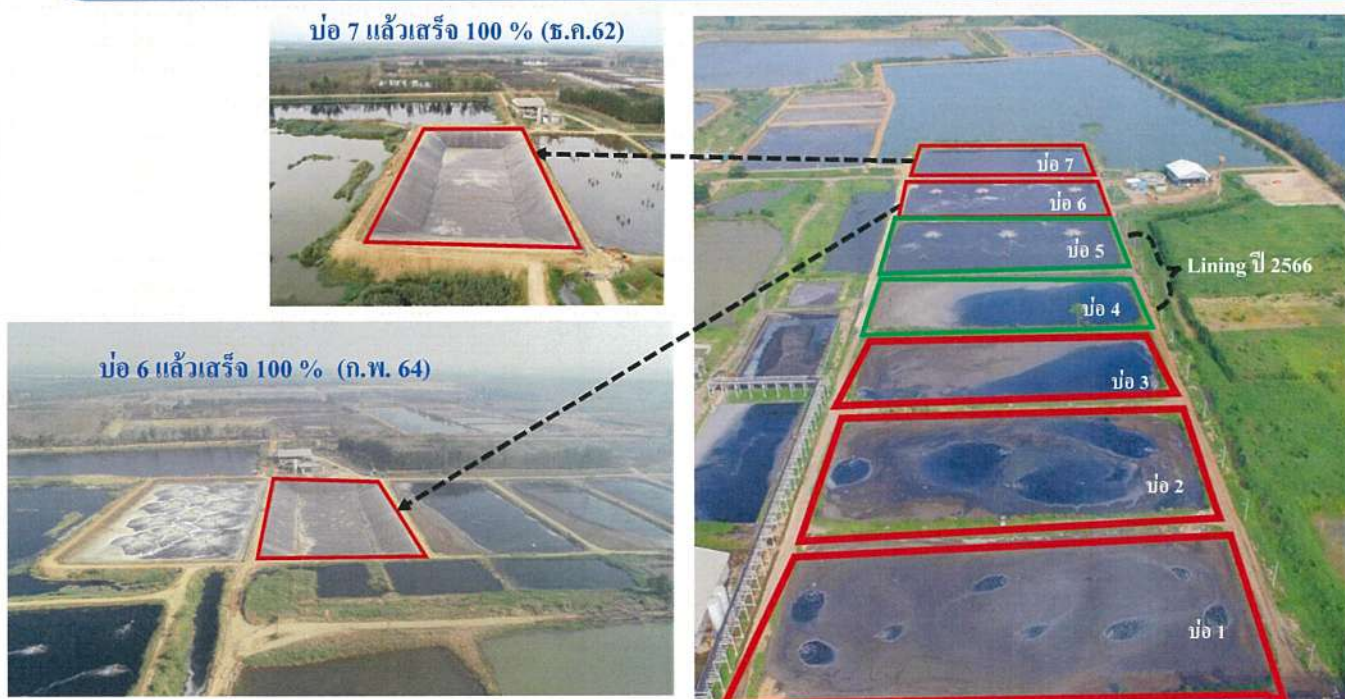 บ่อ 7 แล้วเสร็จ 100 % (ธ.ค.62)
บ่อ 6 แล้วเสร็จ 100 % (ก.พ. 64)
บ่อ 7
บ่อ 6
บ่อ 5
Lining ปี 2566
บ่อ 4
บ่อ 3
บ่อ 2
บ่อ 1